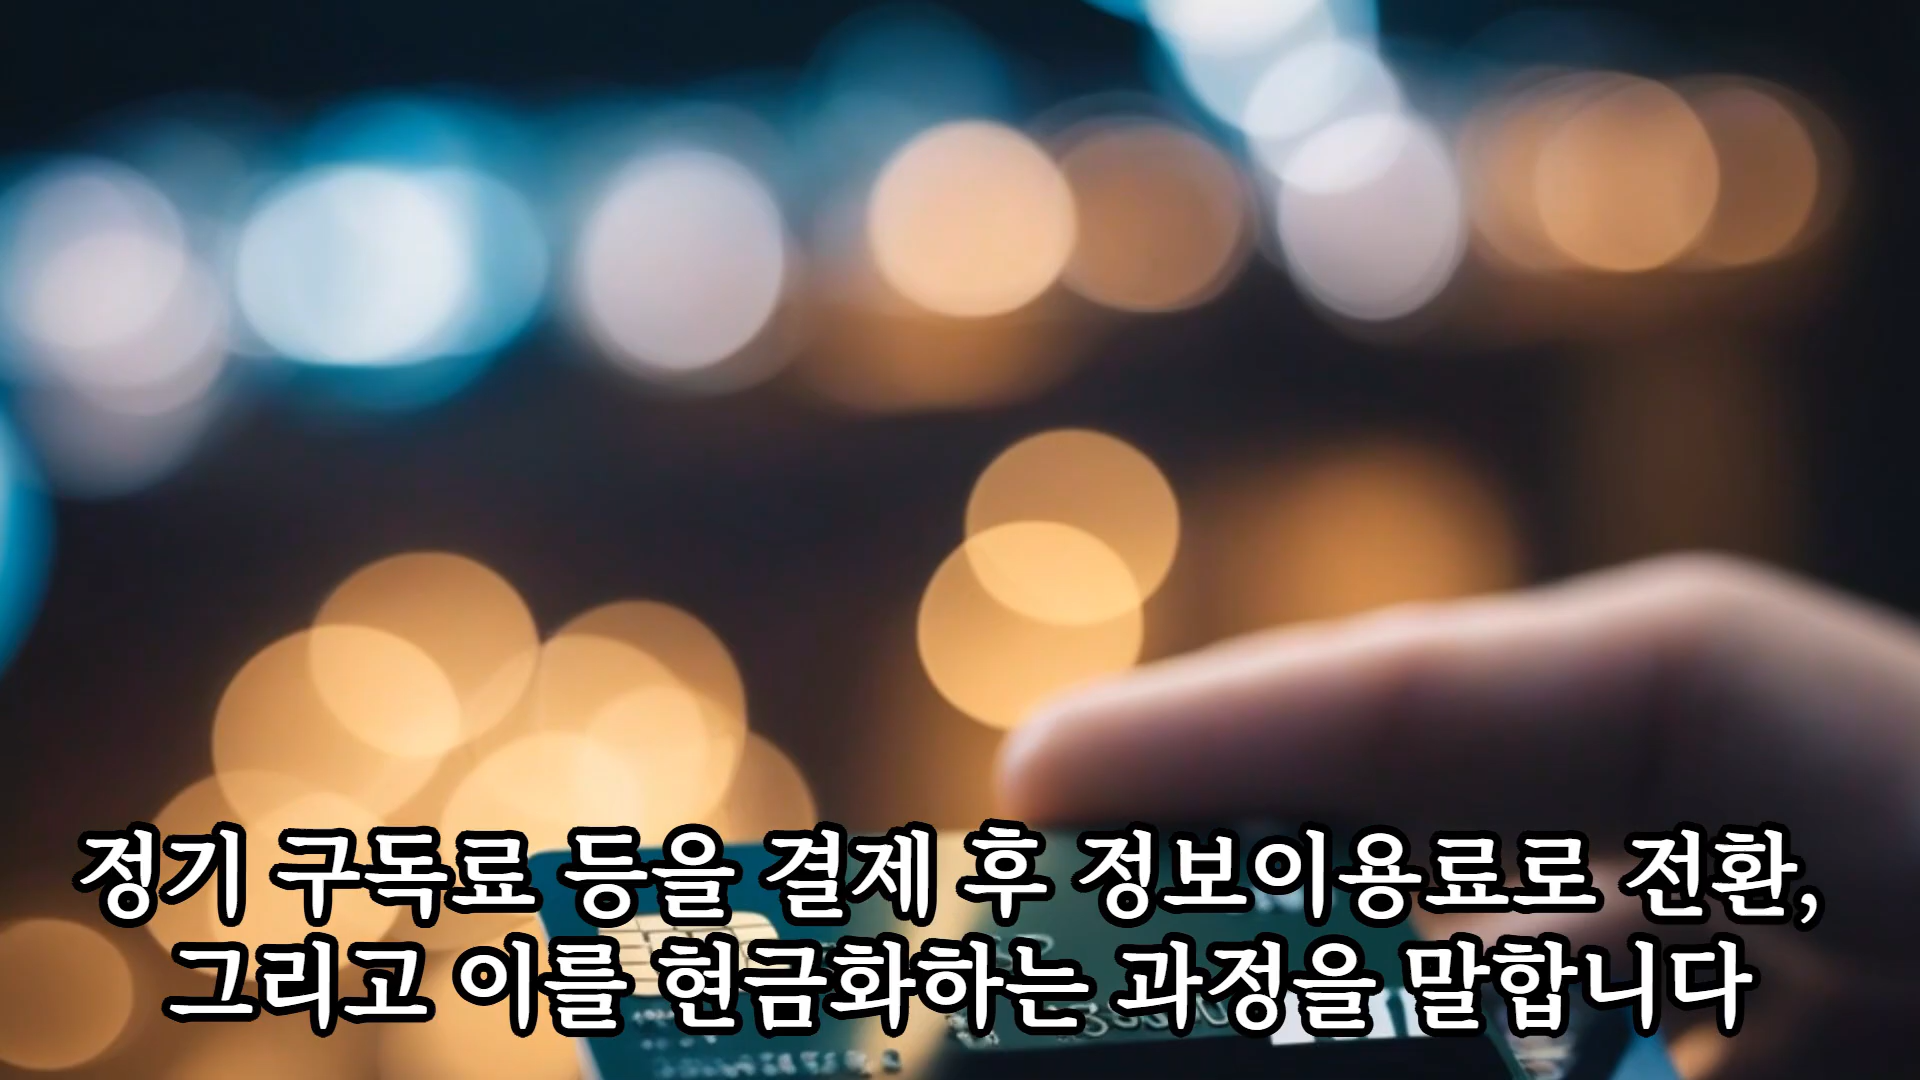 정기 구독료 등을 결제 후 정보이용료로 전환,
그리고 이를 현금화하는 과정을 말합니다